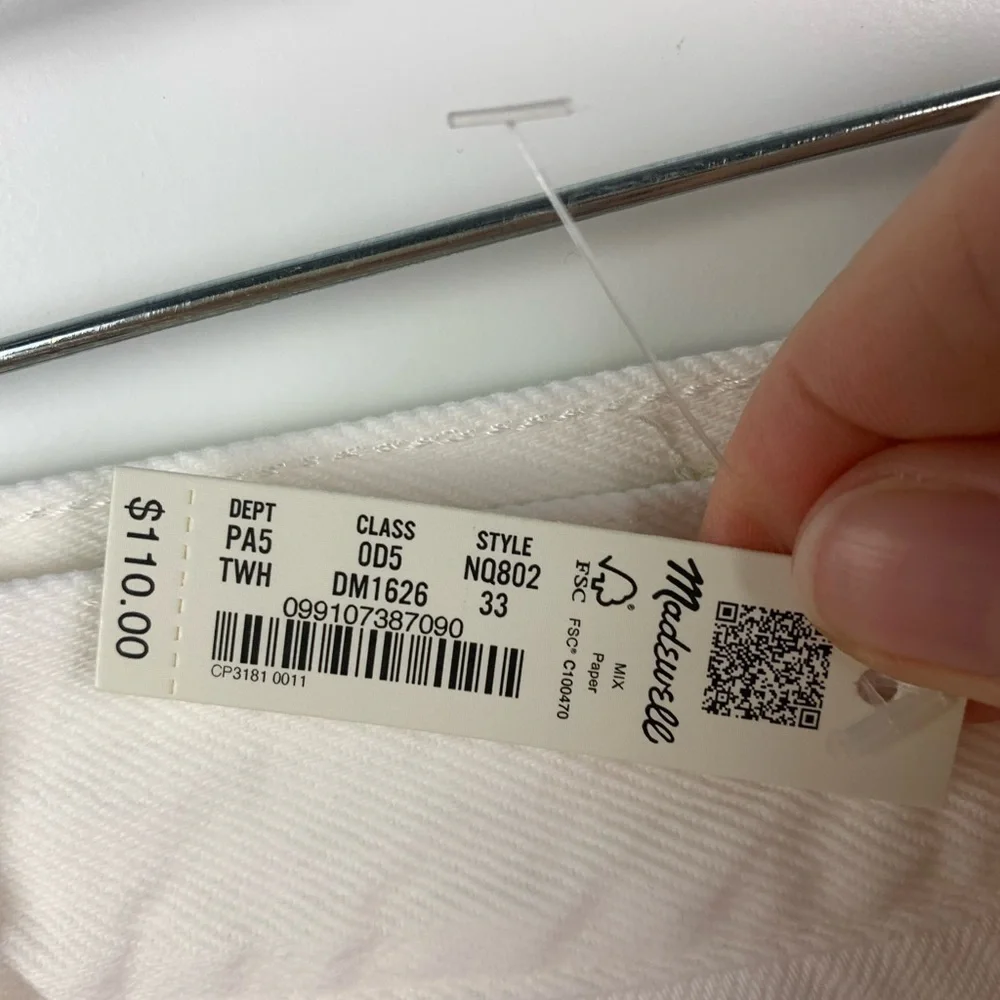 $110.00
DEPT CLASS STYLE
PA5 0D5 NQ802
TWH DM1626 33
099107387090
CP3181 0011
FSC®
FSC® C100470
Paper
MIX
Madewell